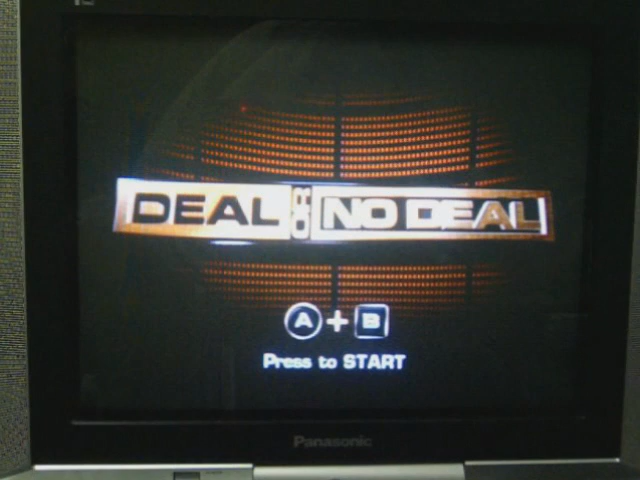 DEAL OR NO DEAL
A + B
Press to START
Panasonic